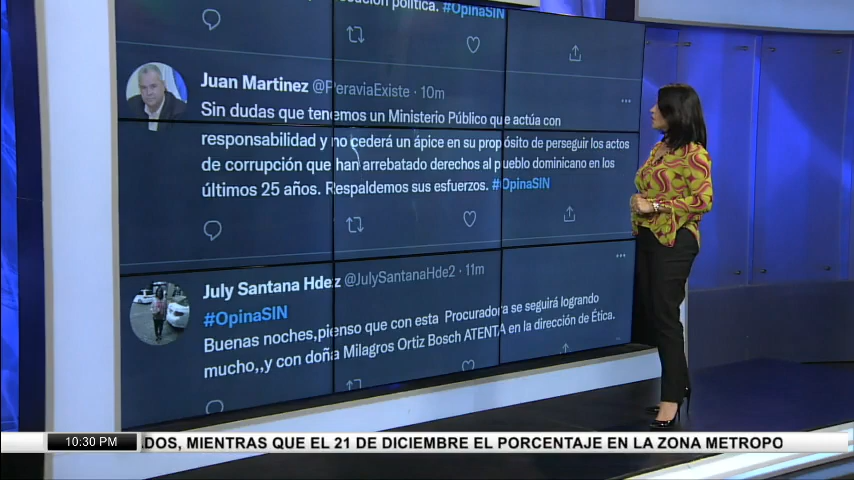 política. #OpinaSIN
Juan Martinez @PeraviaExiste · 10m
Sin dudas que tenemos un Ministerio Público que actúa con
responsabilidad y no cederá un ápice en su propósito de perseguir los actos
de corrupción que han arrebatado derechos al pueblo dominicano en los
últimos 25 años. Respaldemos sus esfuerzos. #OpinaSIN
July Santana Hdez @JulySantanaHde2 · 11m
#OpinaSIN
Buenas noches,pienso que con esta Procuradora se seguirá logrando
mucho,,y con doña Milagros Ortiz Bosch ATENTA en la dirección de Ética.
10:30 PM
DOS, MIENTRAS QUE EL 21 DE DICIEMBRE EL PORCENTAJE EN LA ZONA METROPO